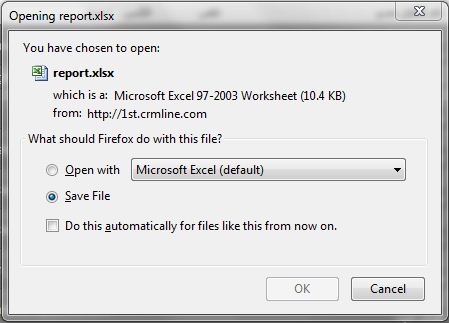 Opening report.xlsx
You have chosen to open:
report.xlsx
which is a: Microsoft Excel 97-2003 Worksheet (10.4 KB)
from: http://1st.crmline.com
What should Firefox do with this file?
Open with Microsoft Excel (default)
Save File
Do this automatically for files like this from now on.
OK Cancel